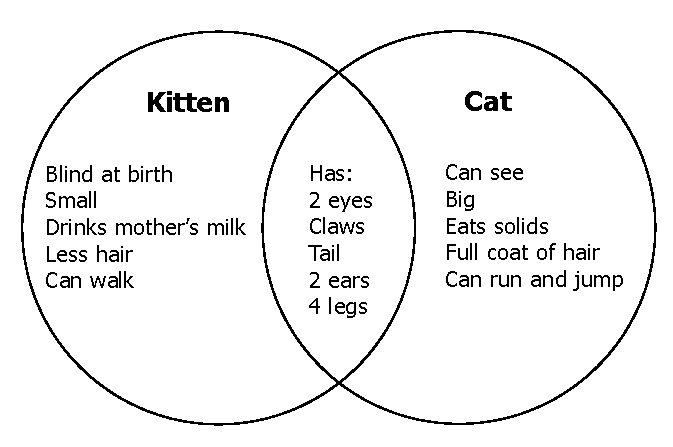 Kitten
Blind at birth
Small
Drinks mother's milk
Less hair
Can walk
Has:
2 eyes
Claws
Tail
2 ears
4 legs
Cat
Can see
Big
Eats solids
Full coat of hair
Can run and jump